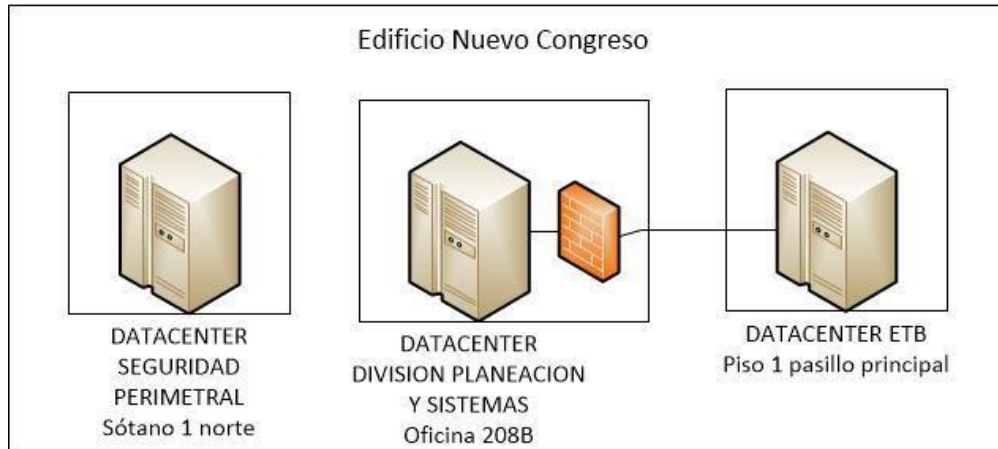 Edificio Nuevo Congreso
DATACENTER
SEGURIDAD
PERIMETRAL
Sótano 1 norte
DATACENTER
DIVISION PLANEACION
Y SISTEMAS
Oficina 208B
DATACENTER ETB
Piso 1 pasillo principal